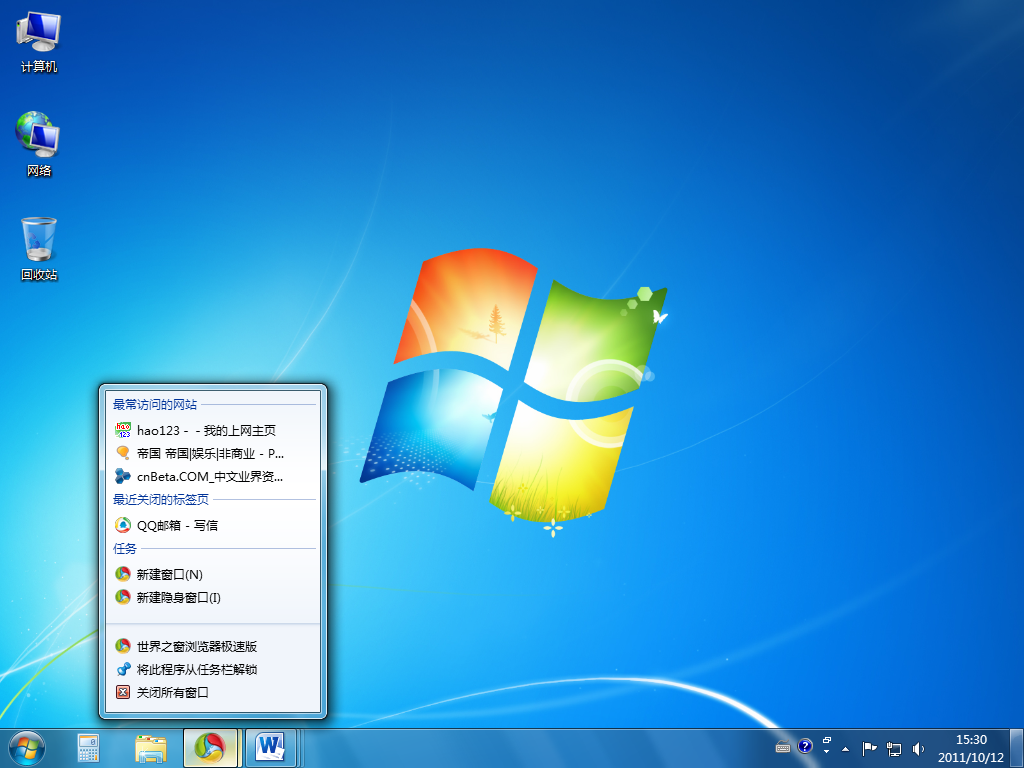 计算机
网络
回收站
最常访问的网站
hao123 - - 我的上网主页
帝国 帝国|娱乐|非商业 - P...
cnBeta.COM_中文业界资...
最近关闭的标签页
QQ邮箱 - 写信
任务
新建窗口(N)
新建隐身窗口(I)
世界之窗浏览器极速版
将此程序从任务栏解锁
关闭所有窗口
15:30
2011/10/12